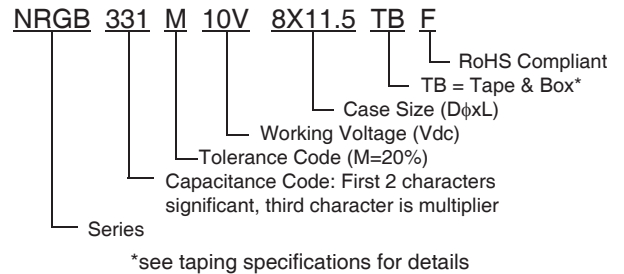 NRGB 331 M 10V 8X11.5 TB F
RoHS Compliant
TB = Tape & Box*
Case Size (DϕxL)
Working Voltage (Vdc)
Tolerance Code (M=20%)
Capacitance Code: First 2 characters
significant, third character is multiplier
Series
*see taping specifications for details